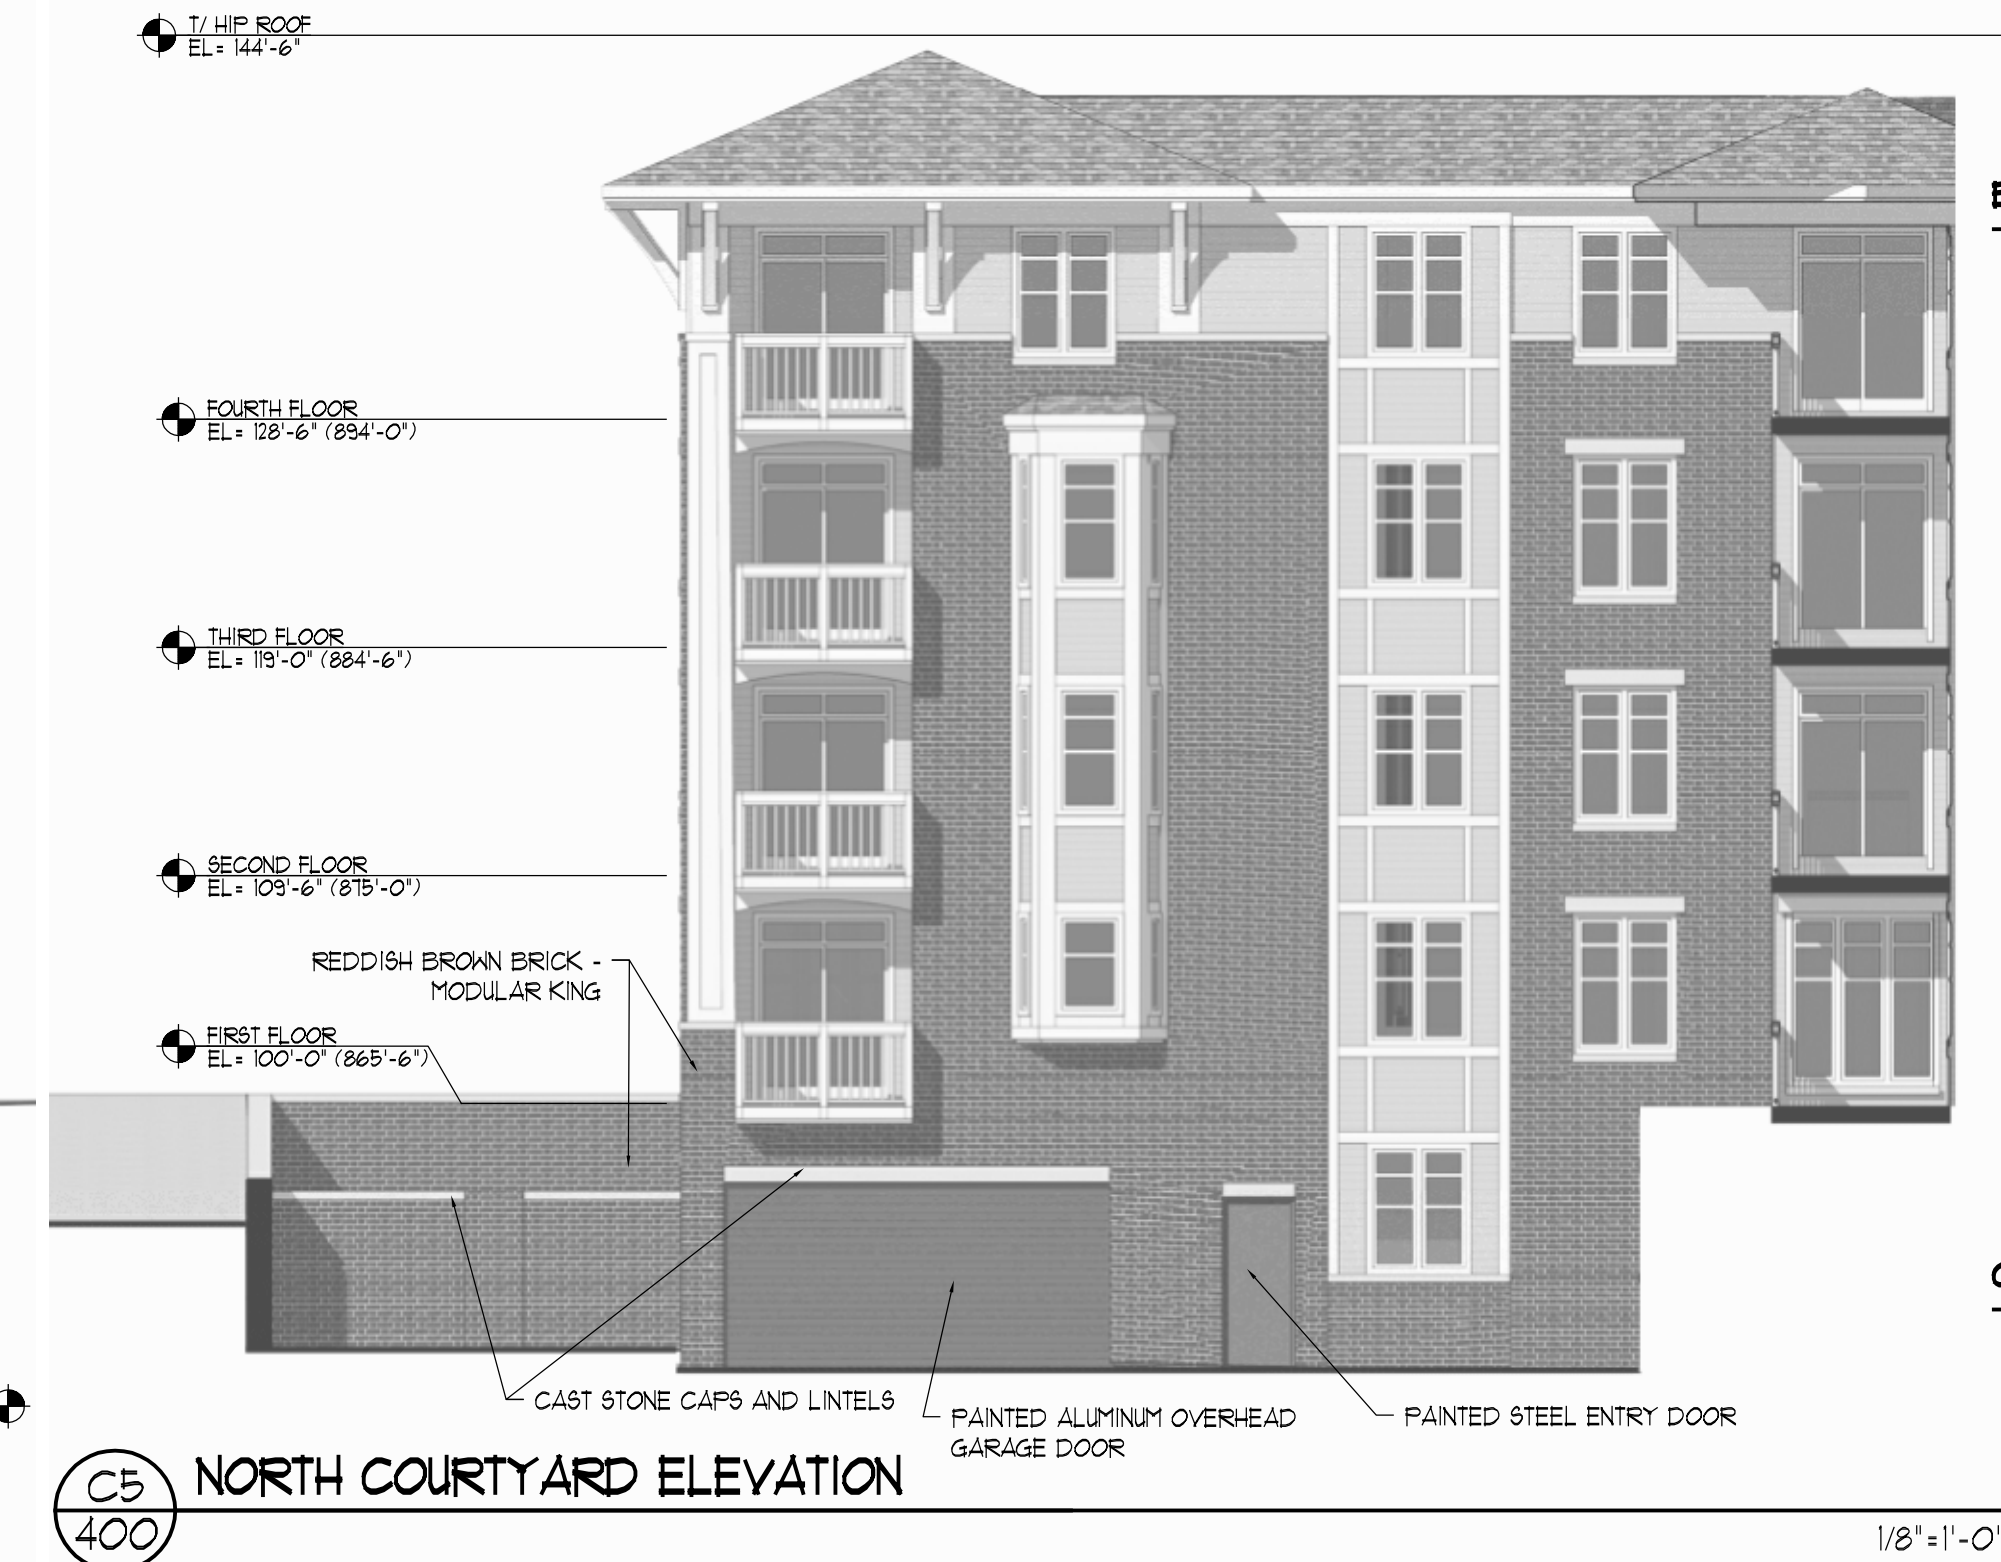 T/ HIP ROOF
EL= 144'-6"
FOURTH FLOOR
EL= 128'-6" (894'-0")
THIRD FLOOR
EL= 119'-0" (884'-6")
SECOND FLOOR
EL= 109'-6" (875'-0")
REDDISH BROWN BRICK -
MODULAR KING
FIRST FLOOR
EL= 100'-0" (865'-6")
CAST STONE CAPS AND LINTELS
PAINTED ALUMINUM OVERHEAD
GARAGE DOOR
PAINTED STEEL ENTRY DOOR
C5
400
NORTH COURTYARD ELEVATION
1/8"=1'-0"